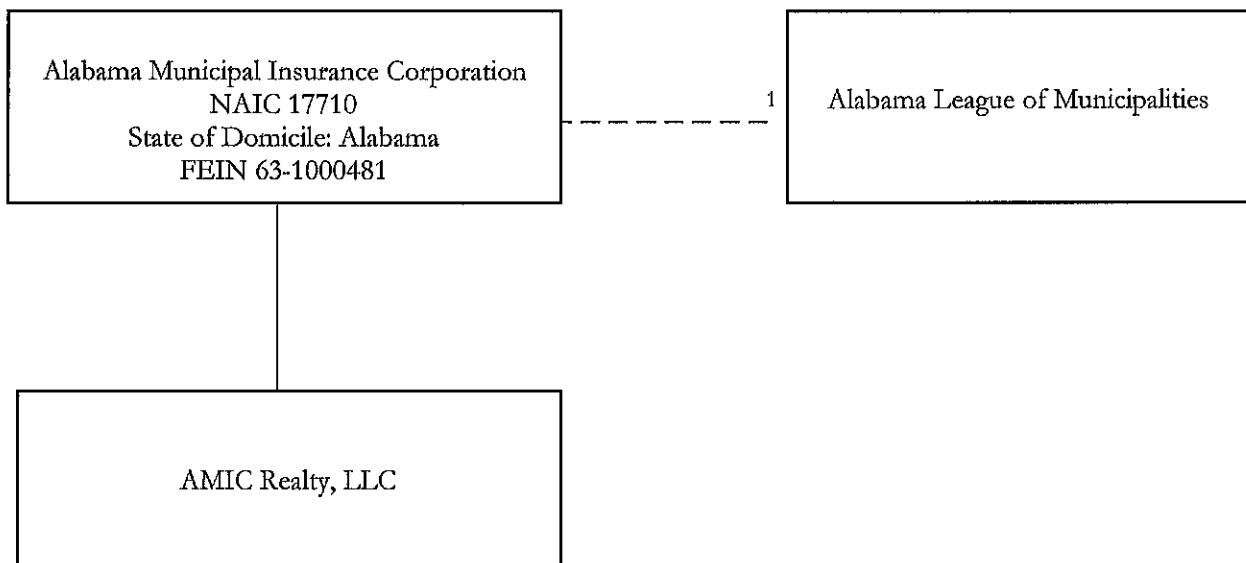 Alabama Municipal Insurance Corporation
NAIC 17710
State of Domicile: Alabama
FEIN 63-1000481
1
Alabama League of Municipalities
AMIC Realty, LLC